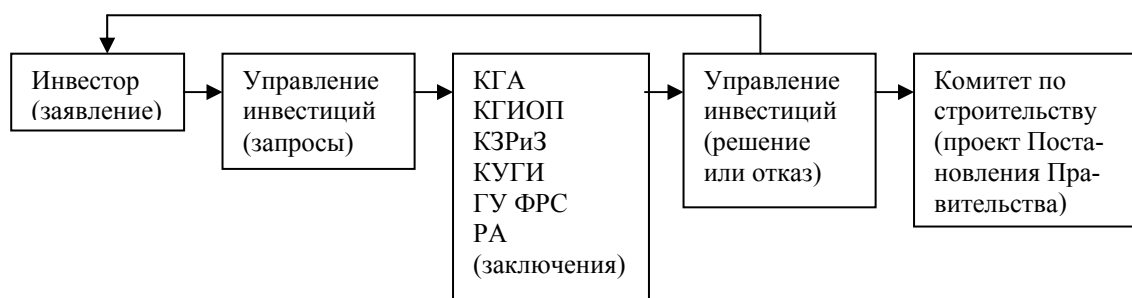 Инвестор
(заявление)
Управление
инвестиций
(запросы)
КГА
КГИОП
КЗРиЗ
КУГИ
ГУ ФРС
РА
(заключения)
Управление
инвестиций
(решение
или отказ)
Комитет по
строительству
(проект Поста-
новления Пра-
вительства)